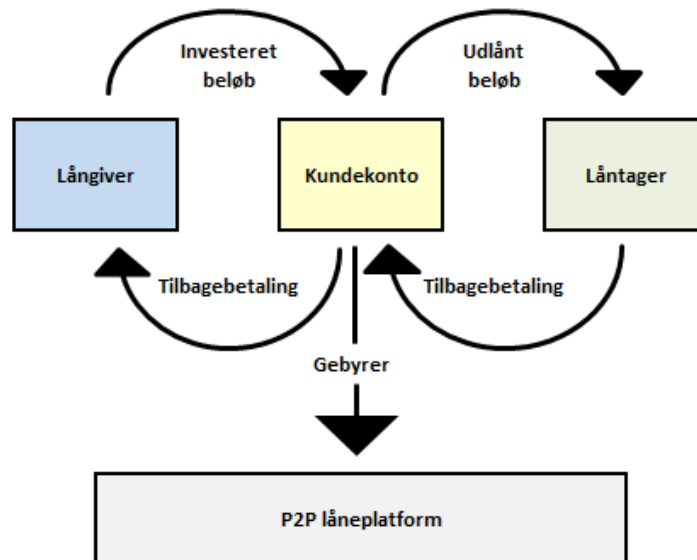 Investeret
beløb
Udlånt
beløb
Långiver
Kundekonto
Låntager
Tilbagebetaling
Tilbagebetaling
Gebyrer
P2P låneplatform